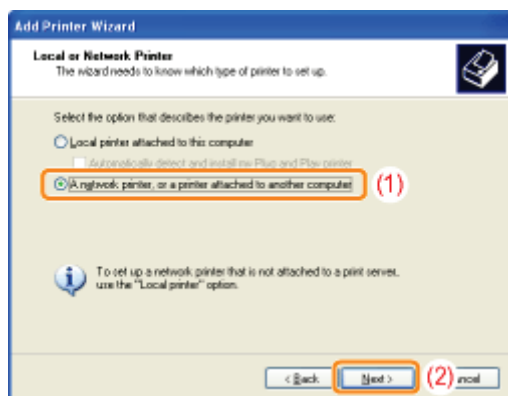 Add Printer Wizard
Local or Network Printer
The wizard needs to know which type of printer to set up.
Select the option that describes the printer you want to use:
Local printer attached to this computer
Automatically detect and install my Plug and Play printer
A network printer, or a printer attached to another computer
(1)
To set up a network printer that is not attached to a print server,
use the "Local printer" option.
< Back Next > (2) ancel